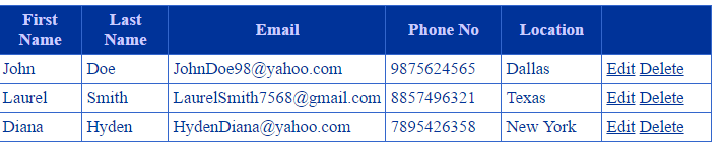 First Name Last Name Email Phone No Location
John Doe JohnDoe98@yahoo.com 9875624565 Dallas Edit Delete
Laurel Smith LaurelSmith7568@gmail.com 8857496321 Texas Edit Delete
Diana Hyden HydenDiana@yahoo.com 7895426358 New York Edit Delete